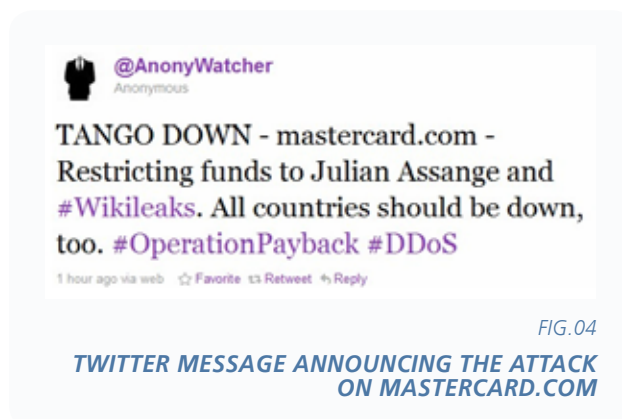 @AnonyWatcher
Anonymous
TANGO DOWN - mastercard.com -
Restricting funds to Julian Assange and
#Wikileaks. All countries should be down,
too. #OperationPayback #DDoS
1 hour ago via web Favorite Retweet Reply
FIG.04
TWITTER MESSAGE ANNOUNCING THE ATTACK
ON MASTERCARD.COM